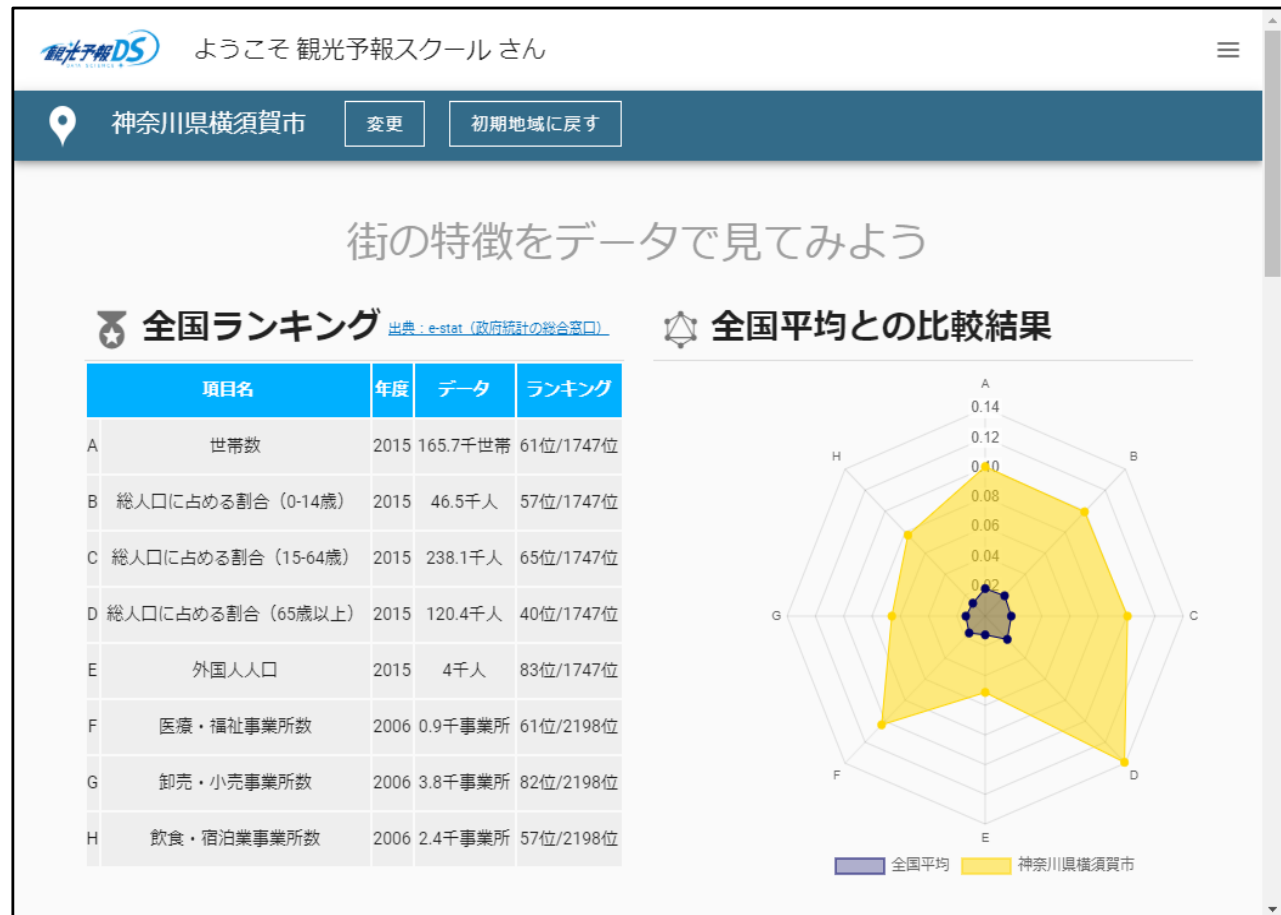 観光予報DS
DATA SCIENCE
ようこそ 観光予報スクール さん
神奈川県横須賀市
変更
初期地域に戻す
街の特徴をデータで見てみよう
全国ランキング 出典：e-stat（政府統計の総合窓口）
項目名 年度 データ ランキング
A 世帯数 2015 165.7千世帯 61位/1747位
B 総人口に占める割合（0-14歳） 2015 46.5千人 57位/1747位
C 総人口に占める割合（15-64歳） 2015 238.1千人 65位/1747位
D 総人口に占める割合（65歳以上） 2015 120.4千人 40位/1747位
E 外国人人口 2015 4千人 83位/1747位
F 医療・福祉事業所数 2006 0.9千事業所 61位/2198位
G 卸売・小売事業所数 2006 3.8千事業所 82位/2198位
H 飲食・宿泊業事業所数 2006 2.4千事業所 57位/2198位
全国平均との比較結果
A
0.14
0.12
H
B
0.10
0.08
0.06
0.04
0.02
G
C
F
D
E
全国平均 神奈川県横須賀市